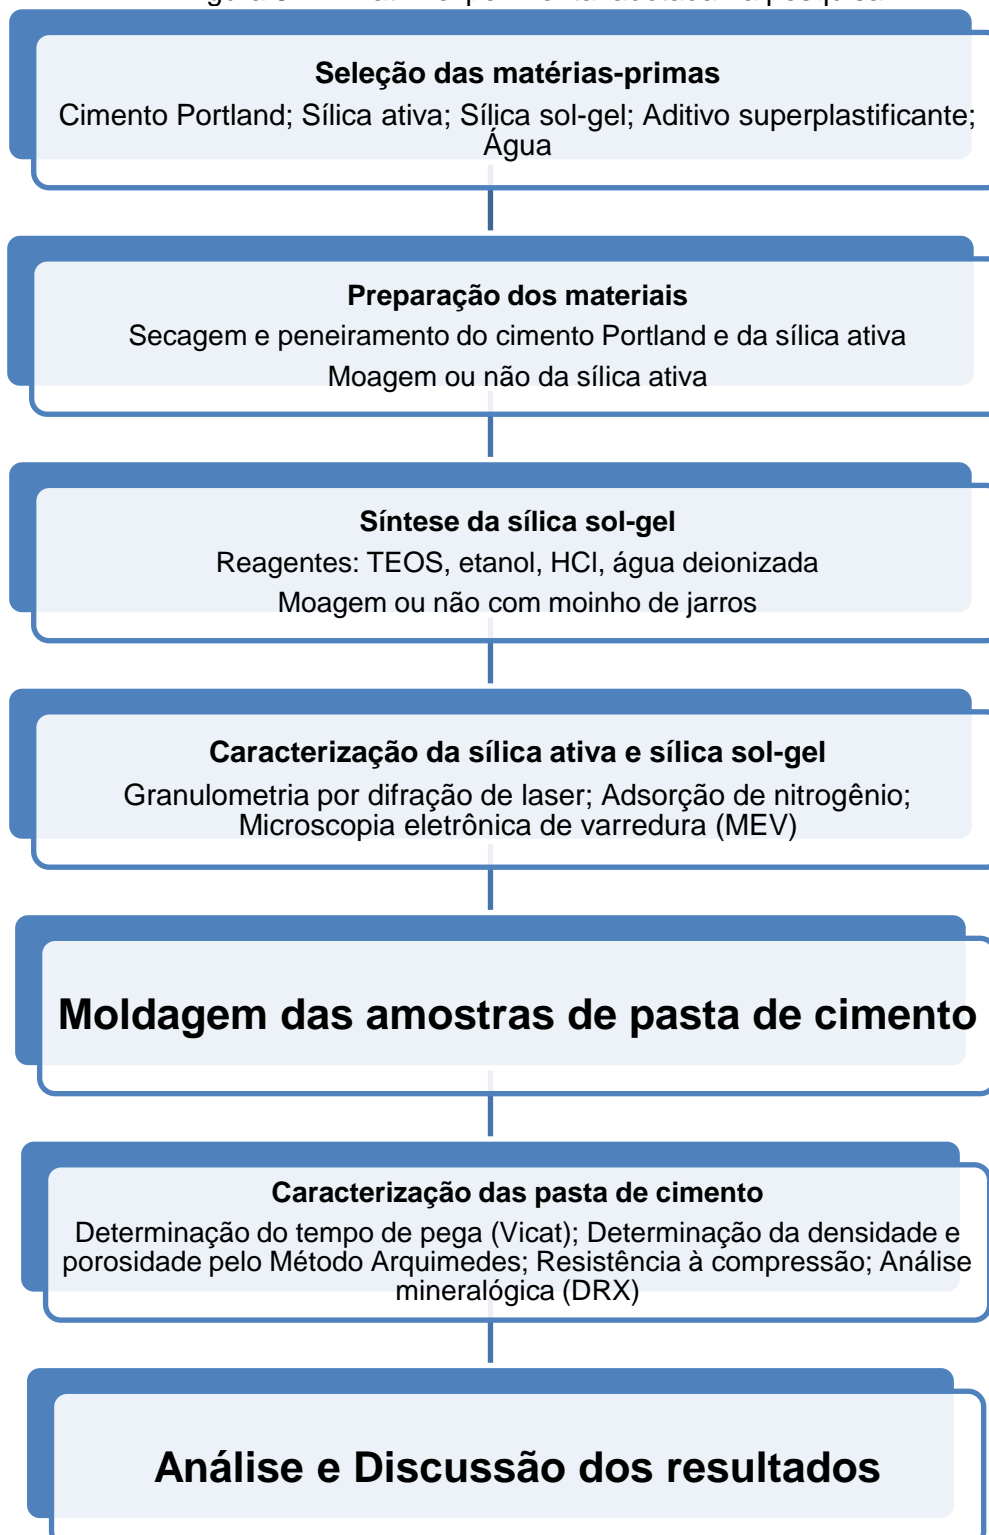 Seleção das matérias-primas
Cimento Portland; Sílica ativa; Sílica sol-gel; Aditivo superplastificante;
Água
Preparação dos materiais
Secagem e peneiramento do cimento Portland e da sílica ativa
Moagem ou não da sílica ativa
Síntese da sílica sol-gel
Reagentes: TEOS, etanol, HCl, água deionizada
Moagem ou não com moinho de jarros
Caracterização da sílica ativa e sílica sol-gel
Granulometria por difração de laser; Adsorção de nitrogênio;
Microscopia eletrônica de varredura (MEV)
Moldagem das amostras de pasta de cimento
Caracterização das pasta de cimento
Determinação do tempo de pega (Vicat); Determinação da densidade e
porosidade pelo Método Arquimedes; Resistência à compressão; Análise
mineralógica (DRX)
Análise e Discussão dos resultados